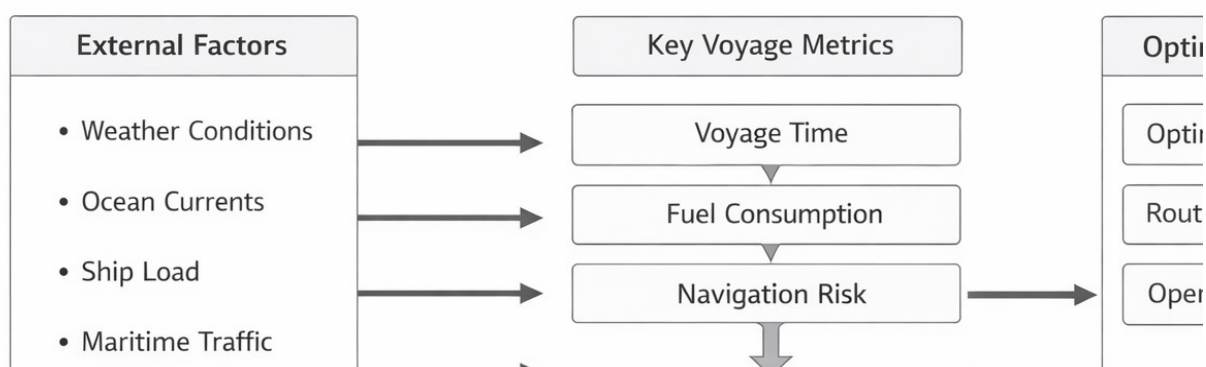 External Factors
• Weather Conditions
• Ocean Currents
• Ship Load
• Maritime Traffic
Key Voyage Metrics
Voyage Time
Fuel Consumption
Navigation Risk